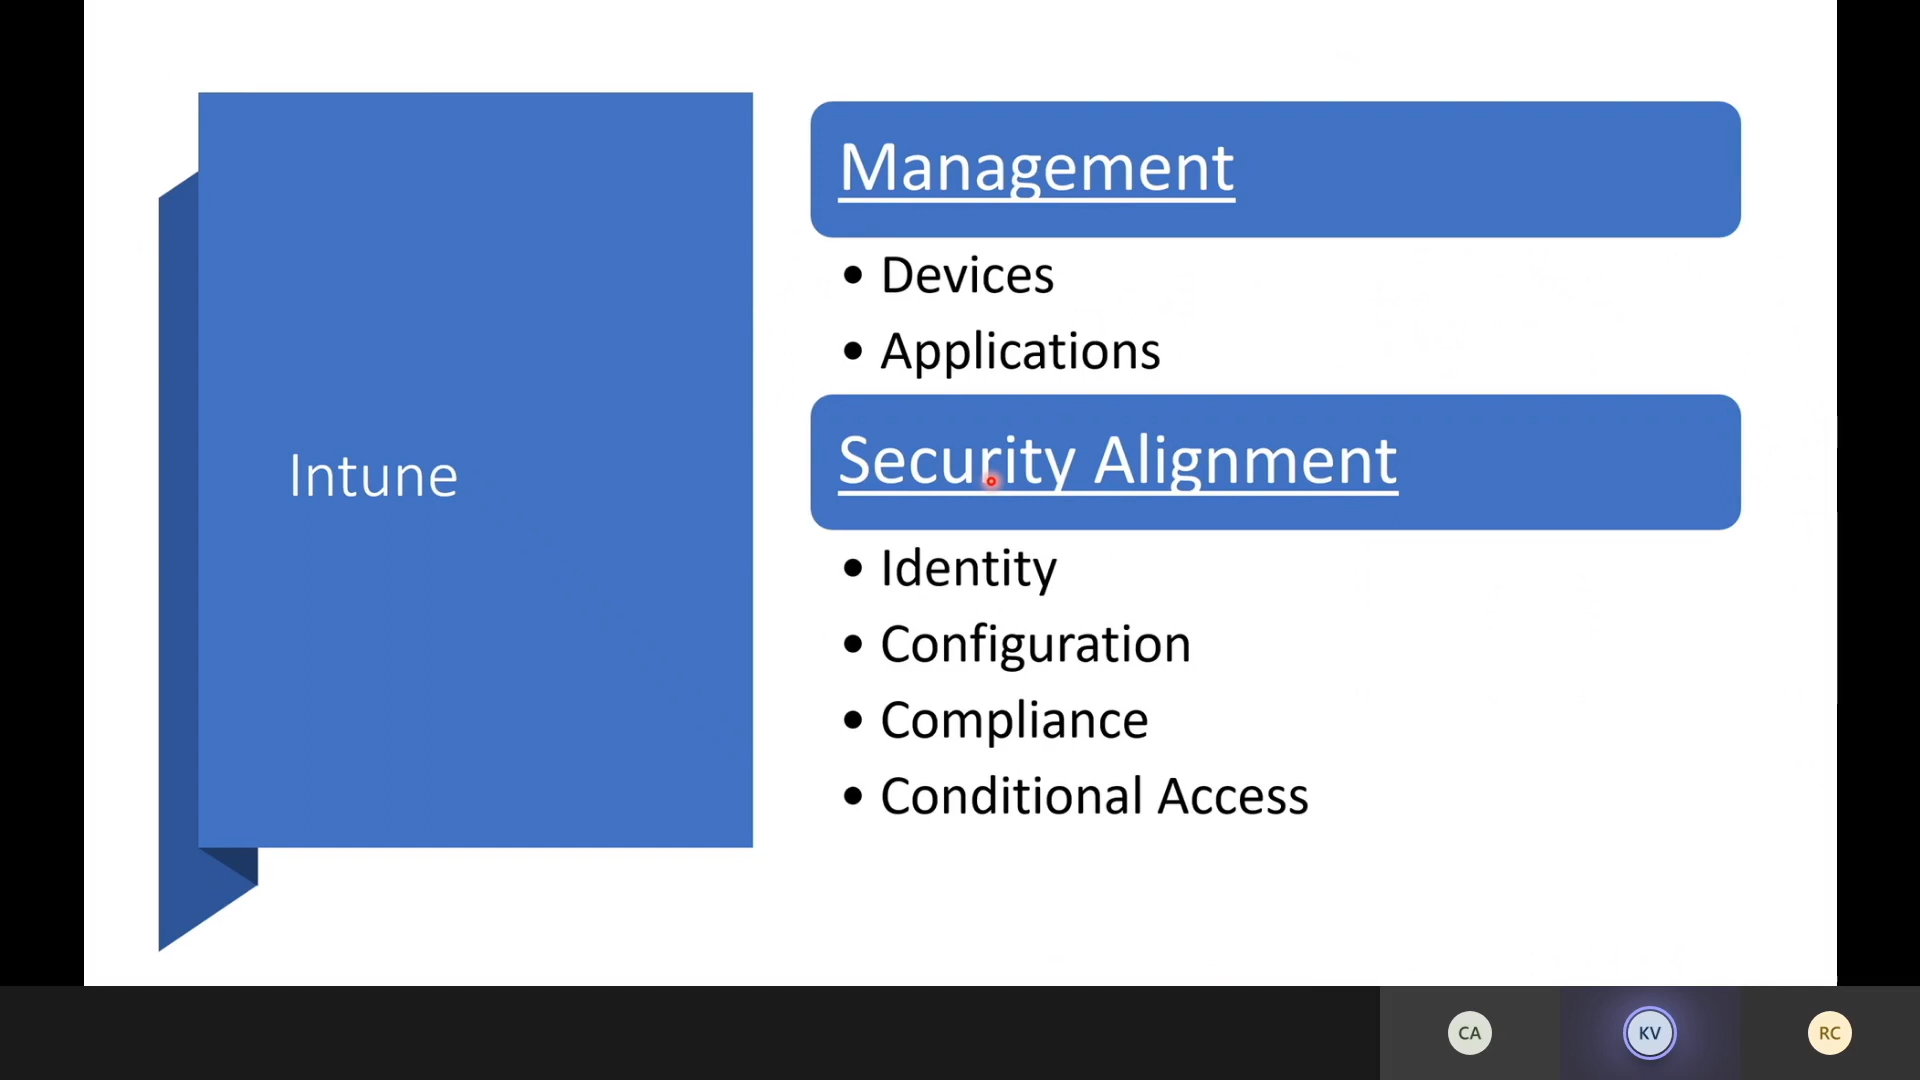 Intune
Management
• Devices
• Applications
Security Alignment
• Identity
• Configuration
• Compliance
• Conditional Access
CA
KV
RC